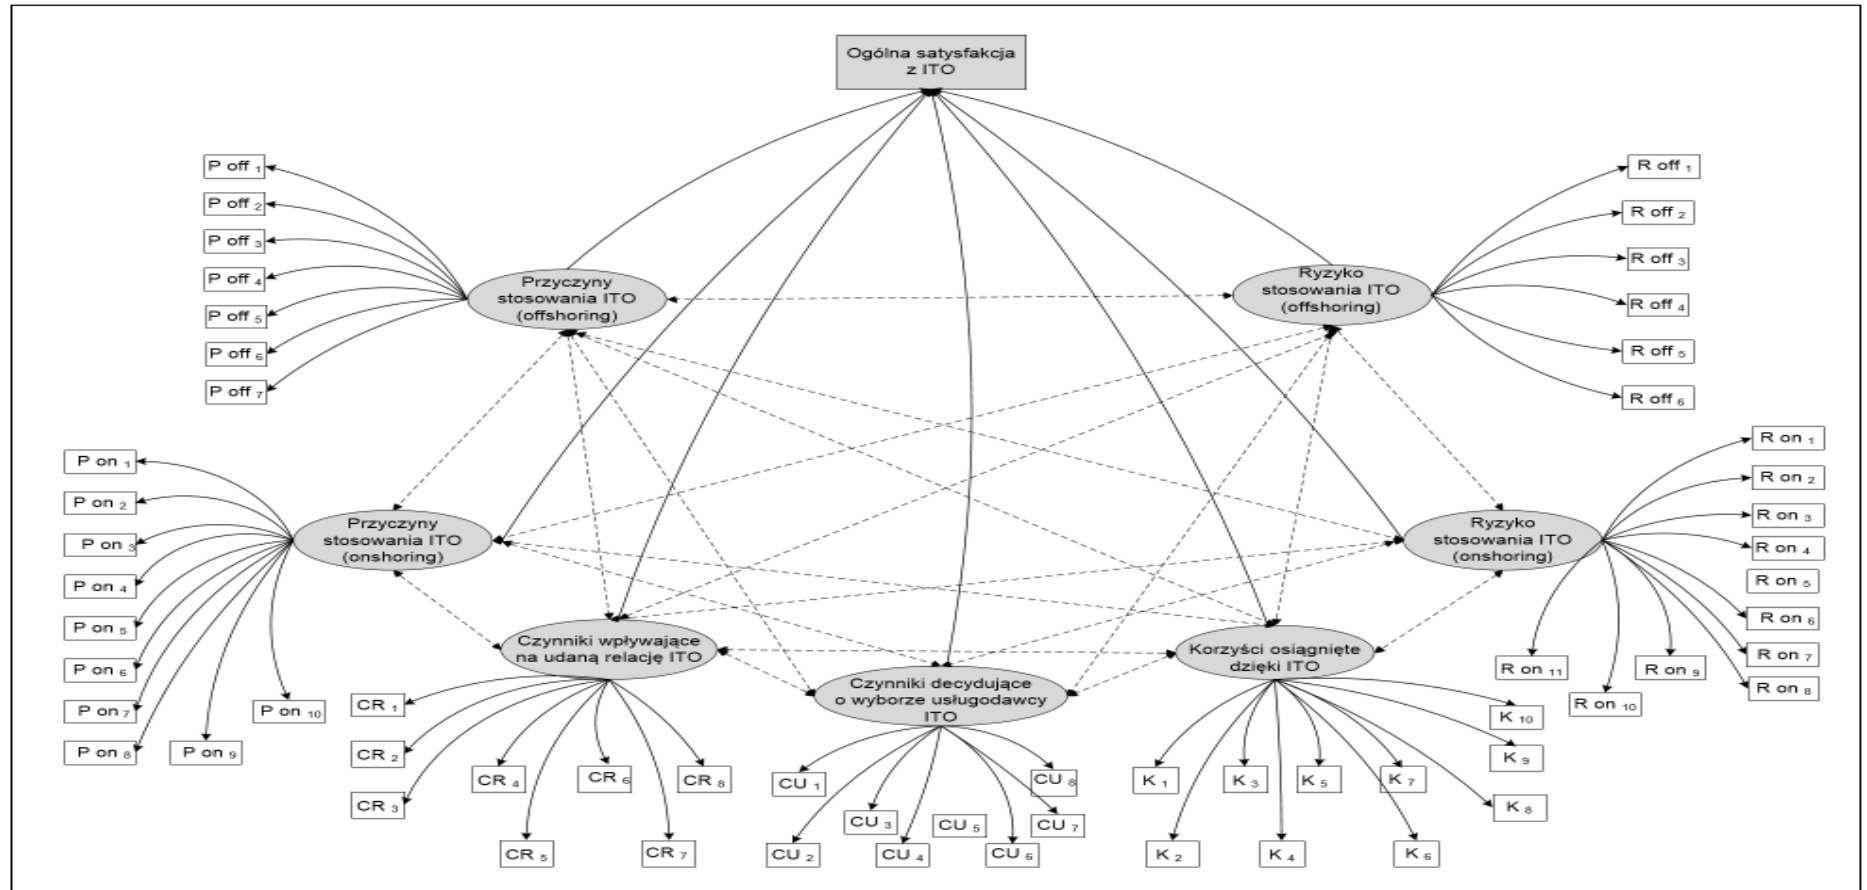 Ogólna satysfakcja
z ITO
P off 1
P off 2
P off 3
P off 4
P off 5
P off 6
P off 7
Przyczyny
stosowania ITO
(offshoring)
Ryzyko
stosowania ITO
(offshoring)
R off 1
R off 2
R off 3
R off 4
R off 5
R off 6
P on 1
P on 2
P on 3
P on 4
P on 5
P on 6
P on 7
P on 8
P on 9
P on 10
Przyczyny
stosowania ITO
(onshoring)
Ryzyko
stosowania ITO
(onshoring)
R on 1
R on 2
R on 3
R on 4
R on 5
R on 6
R on 7
R on 8
R on 9
R on 10
R on 11
Czynniki wpływające
na udaną relację ITO
CR 1
CR 2
CR 3
CR 4
CR 5
CR 6
CR 7
CR 8
Czynniki decydujące
o wyborze usługodawcy
ITO
CU 1
CU 2
CU 3
CU 4
CU 5
CU 6
CU 7
CU 8
Korzyści osiągnięte
dzięki ITO
K 1
K 2
K 3
K 4
K 5
K 6
K 7
K 8
K 9
K 10